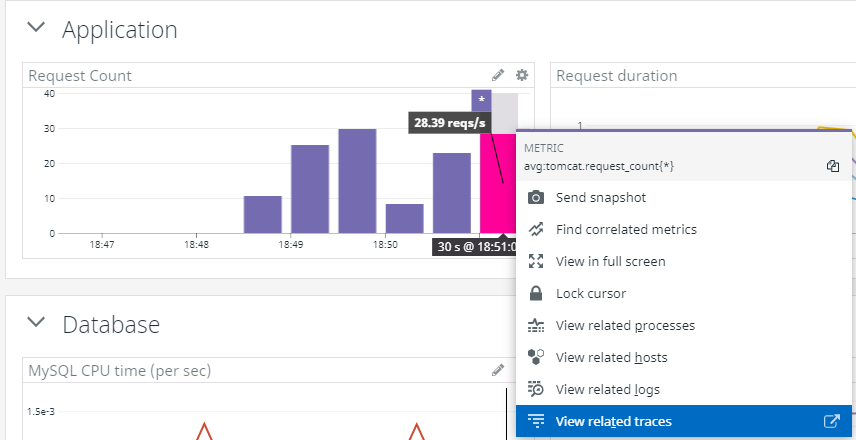 Application
Request Count
Request duration
40
*
28.39 reqs/s
30
20
10
0
18:47
18:48
18:49
18:50
30 s @ 18:51:0
1
METRIC
avg:tomcat.request_count{*}
Send snapshot
Find correlated metrics
View in full screen
Lock cursor
View related processes
View related hosts
View related logs
View related traces
Database
MySQL CPU time (per sec)
1.5e-3